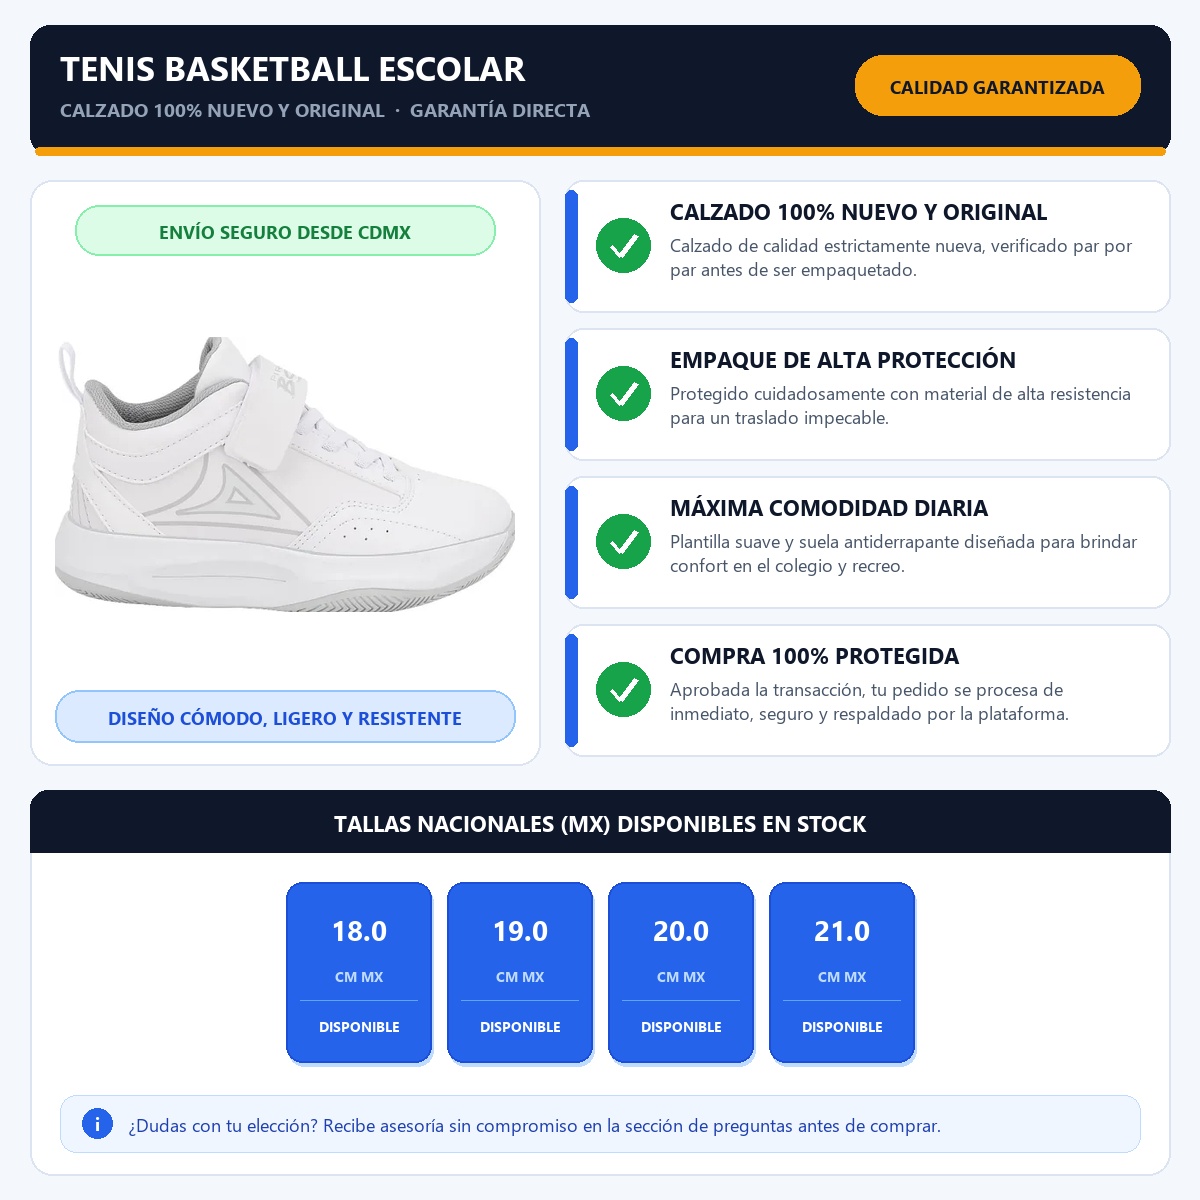 TENIS BASKETBALL ESCOLAR
CALZADO 100% NUEVO Y ORIGINAL · GARANTÍA DIRECTA
CALIDAD GARANTIZADA
ENVÍO SEGURO DESDE CDMX
DISEÑO CÓMODO, LIGERO Y RESISTENTE
CALZADO 100% NUEVO Y ORIGINAL
Calzado de calidad estrictamente nueva, verificado par por
par antes de ser empaquetado.
EMPAQUE DE ALTA PROTECCIÓN
Protegido cuidadosamente con material de alta resistencia
para un traslado impecable.
MÁXIMA COMODIDAD DIARIA
Plantilla suave y suela antiderrapante diseñada para brindar
confort en el colegio y recreo.
COMPRA 100% PROTEGIDA
Aprobada la transacción, tu pedido se procesa de
inmediato, seguro y respaldado por la plataforma.
TALLAS NACIONALES (MX) DISPONIBLES EN STOCK
18.0
CM MX
DISPONIBLE
19.0
CM MX
DISPONIBLE
20.0
CM MX
DISPONIBLE
21.0
CM MX
DISPONIBLE
¿Dudas con tu elección? Recibe asesoría sin compromiso en la sección de preguntas antes de comprar.